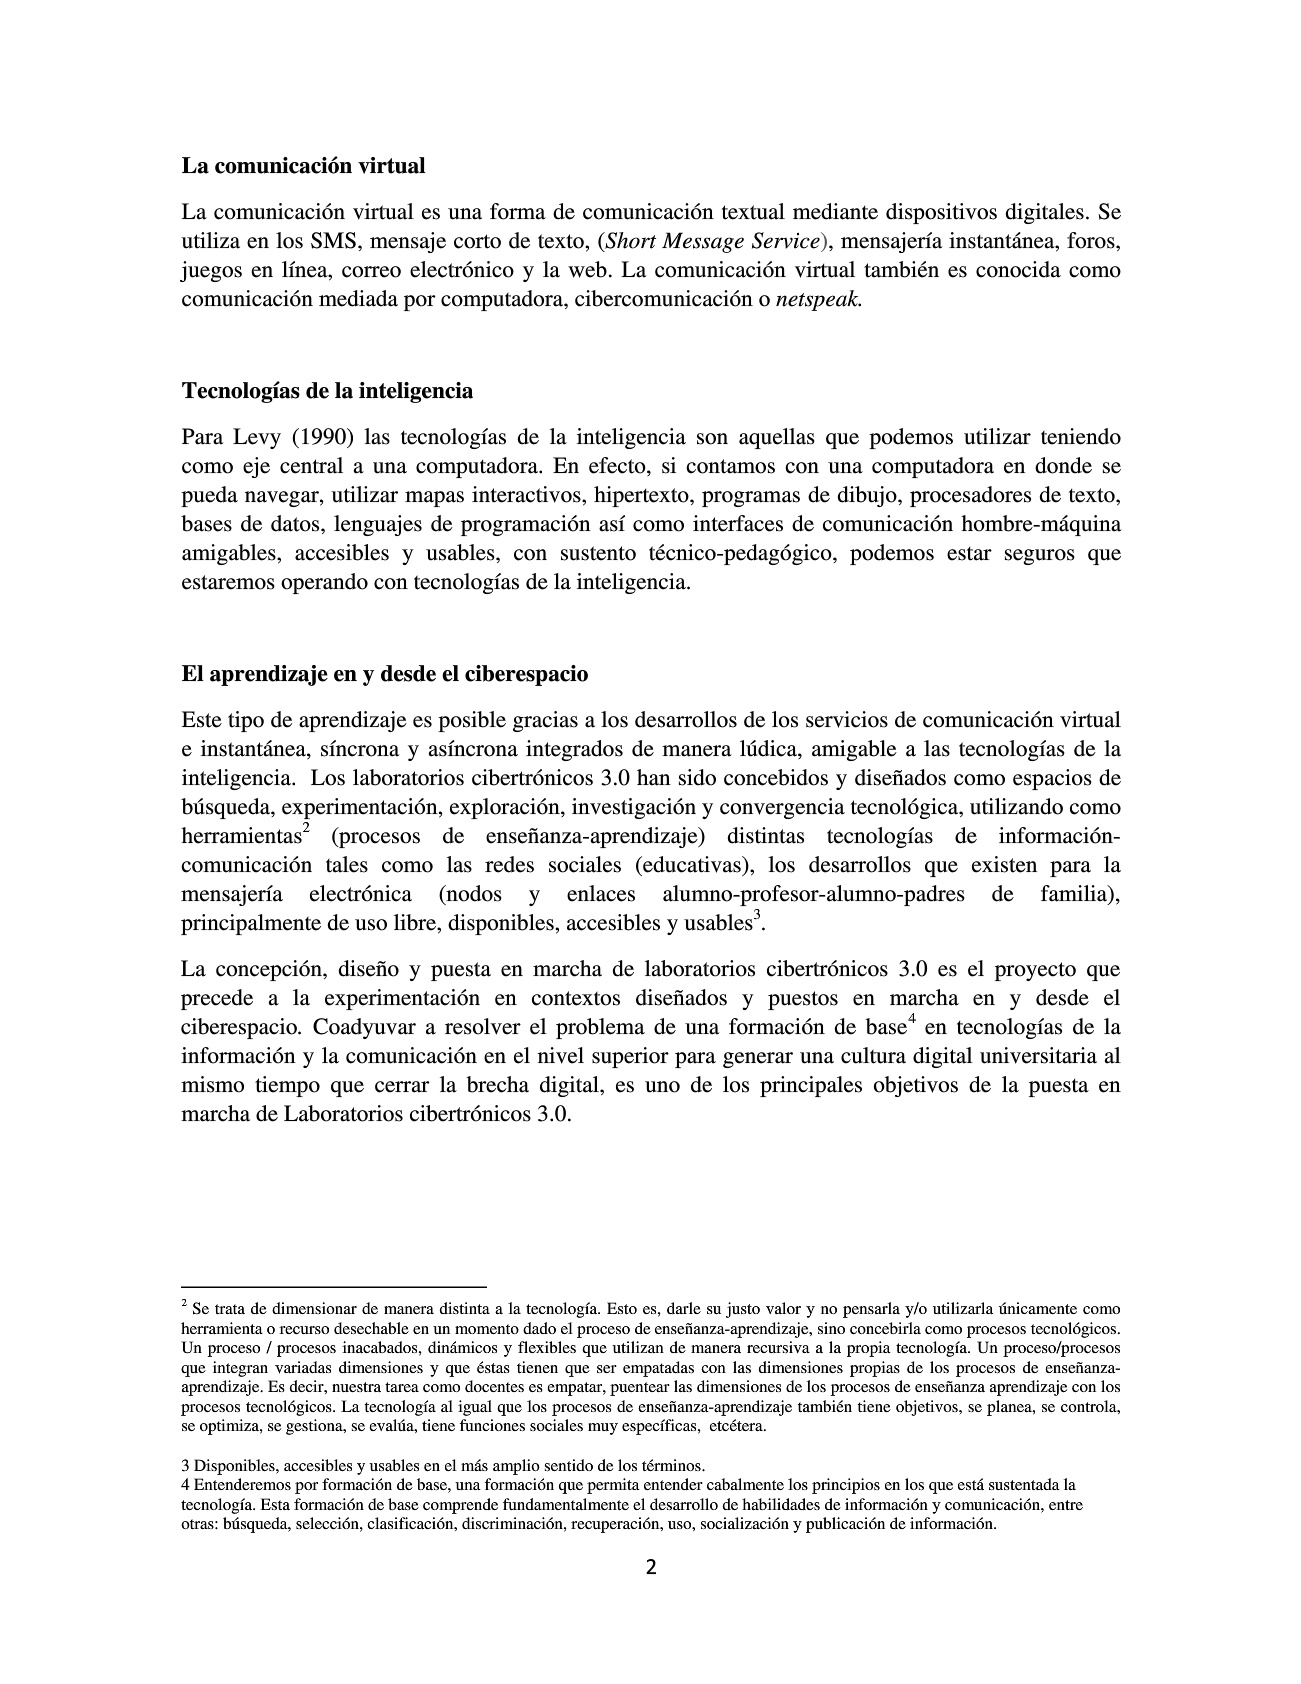 La comunicación virtual
La comunicación virtual es una forma de comunicación textual mediante dispositivos digitales. Se
utiliza en los SMS, mensaje corto de texto, (Short Message Service), mensajería instantánea, foros,
juegos en línea, correo electrónico y la web. La comunicación virtual también es conocida como
comunicación mediada por computadora, cibercomunicación o netspeak.
Tecnologías de la inteligencia
Para Levy (1990) las tecnologías de la inteligencia son aquellas que podemos utilizar teniendo
como eje central a una computadora. En efecto, si contamos con una computadora en donde se
pueda navegar, utilizar mapas interactivos, hipertexto, programas de dibujo, procesadores de texto,
bases de datos, lenguajes de programación así como interfaces de comunicación hombre-máquina
amigables, accesibles y usables, con sustento técnico-pedagógico, podemos estar seguros que
estaremos operando con tecnologías de la inteligencia.
El aprendizaje en y desde el ciberespacio
Este tipo de aprendizaje es posible gracias a los desarrollos de los servicios de comunicación virtual
e instantánea, síncrona y asíncrona integrados de manera lúdica, amigable a las tecnologías de la
inteligencia.  Los laboratorios cibertrónicos 3.0 han sido concebidos y diseñados como espacios de
búsqueda, experimentación, exploración, investigación y convergencia tecnológica, utilizando como
herramientas2 (procesos de enseñanza-aprendizaje) distintas tecnologías de información-
comunicación tales como las redes sociales (educativas), los desarrollos que existen para la
mensajería electrónica (nodos y enlaces alumno-profesor-alumno-padres de familia),
principalmente de uso libre, disponibles, accesibles y usables3.
La concepción, diseño y puesta en marcha de laboratorios cibertrónicos 3.0 es el proyecto que
precede a la experimentación en contextos diseñados y puestos en marcha en y desde el
ciberespacio. Coadyuvar a resolver el problema de una formación de base4 en tecnologías de la
información y la comunicación en el nivel superior para generar una cultura digital universitaria al
mismo tiempo que cerrar la brecha digital, es uno de los principales objetivos de la puesta en
marcha de Laboratorios cibertrónicos 3.0.
2 Se trata de dimensionar de manera distinta a la tecnología. Esto es, darle su justo valor y no pensarla y/o utilizarla únicamente como
herramienta o recurso desechable en un momento dado el proceso de enseñanza-aprendizaje, sino concebirla como procesos tecnológicos.
Un proceso / procesos inacabados, dinámicos y flexibles que utilizan de manera recursiva a la propia tecnología. Un proceso/procesos
que integran variadas dimensiones y que éstas tienen que ser empatadas con las dimensiones propias de los procesos de enseñanza-
aprendizaje. Es decir, nuestra tarea como docentes es empatar, puentear las dimensiones de los procesos de enseñanza aprendizaje con los
procesos tecnológicos. La tecnología al igual que los procesos de enseñanza-aprendizaje también tiene objetivos, se planea, se controla,
se optimiza, se gestiona, se evalúa, tiene funciones sociales muy específicas,  etcétera.
3 Disponibles, accesibles y usables en el más amplio sentido de los términos.
4 Entenderemos por formación de base, una formación que permita entender cabalmente los principios en los que está sustentada la
tecnología. Esta formación de base comprende fundamentalmente el desarrollo de habilidades de información y comunicación, entre
otras: búsqueda, selección, clasificación, discriminación, recuperación, uso, socialización y publicación de información.
2